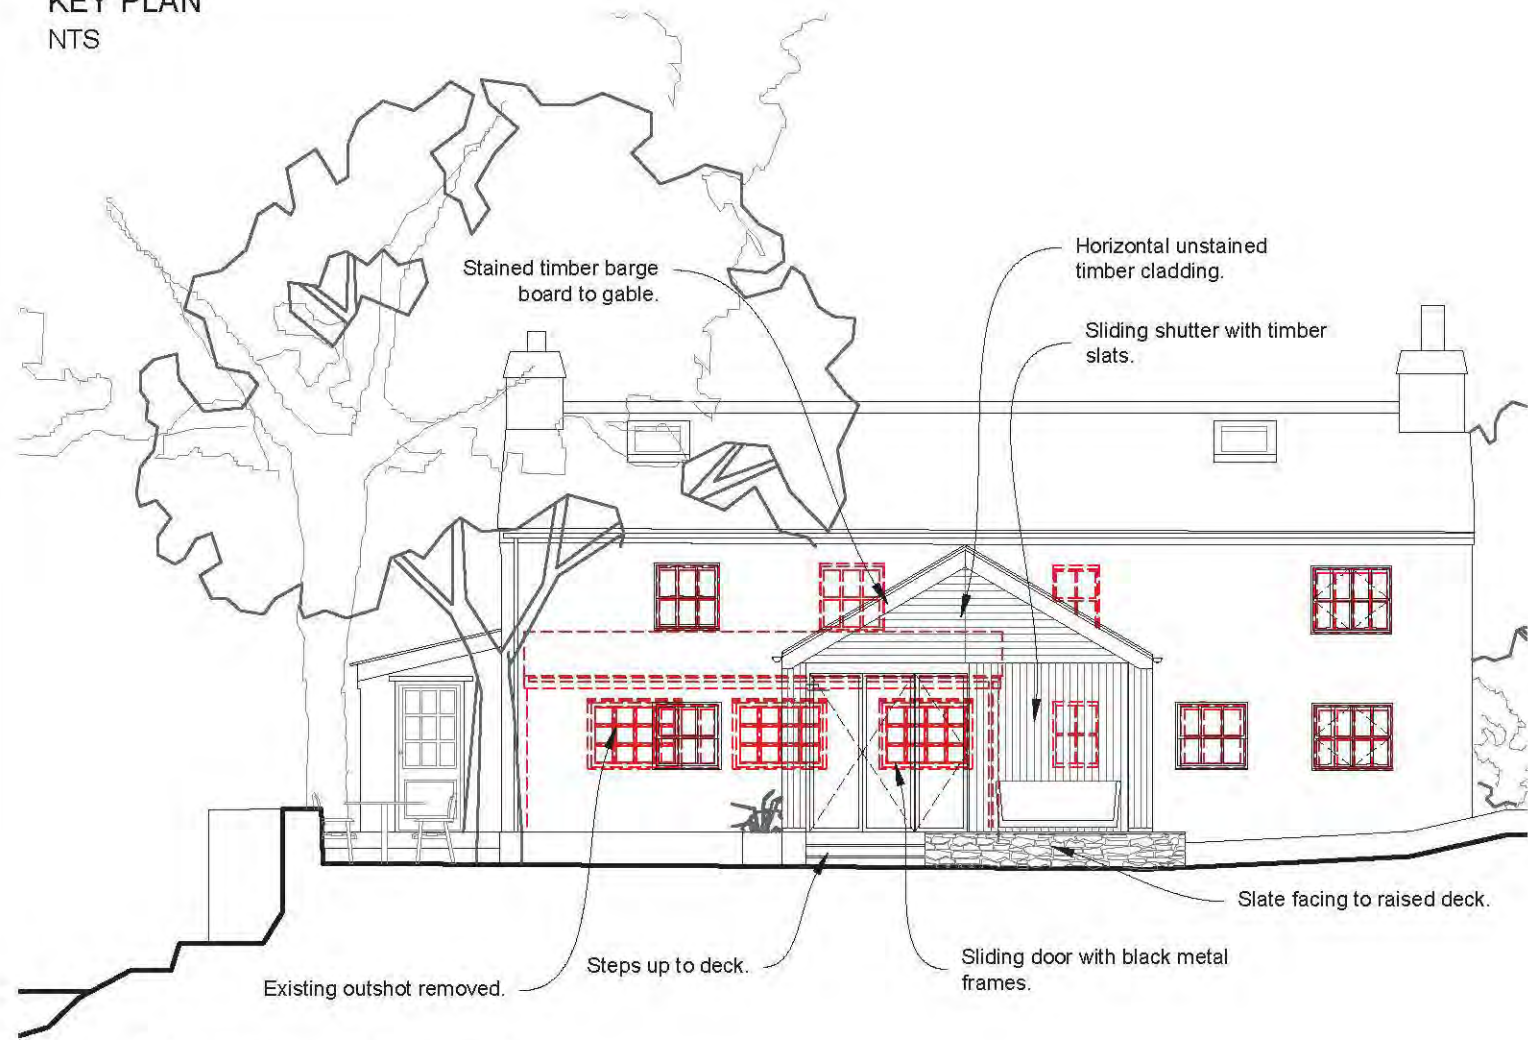 KEY PLAN
NTS
Stained timber barge
board to gable.
Horizontal unstained
timber cladding.
Sliding shutter with timber
slats.
Slate facing to raised deck.
Sliding door with black metal
frames.
Steps up to deck.
Existing outshot removed.